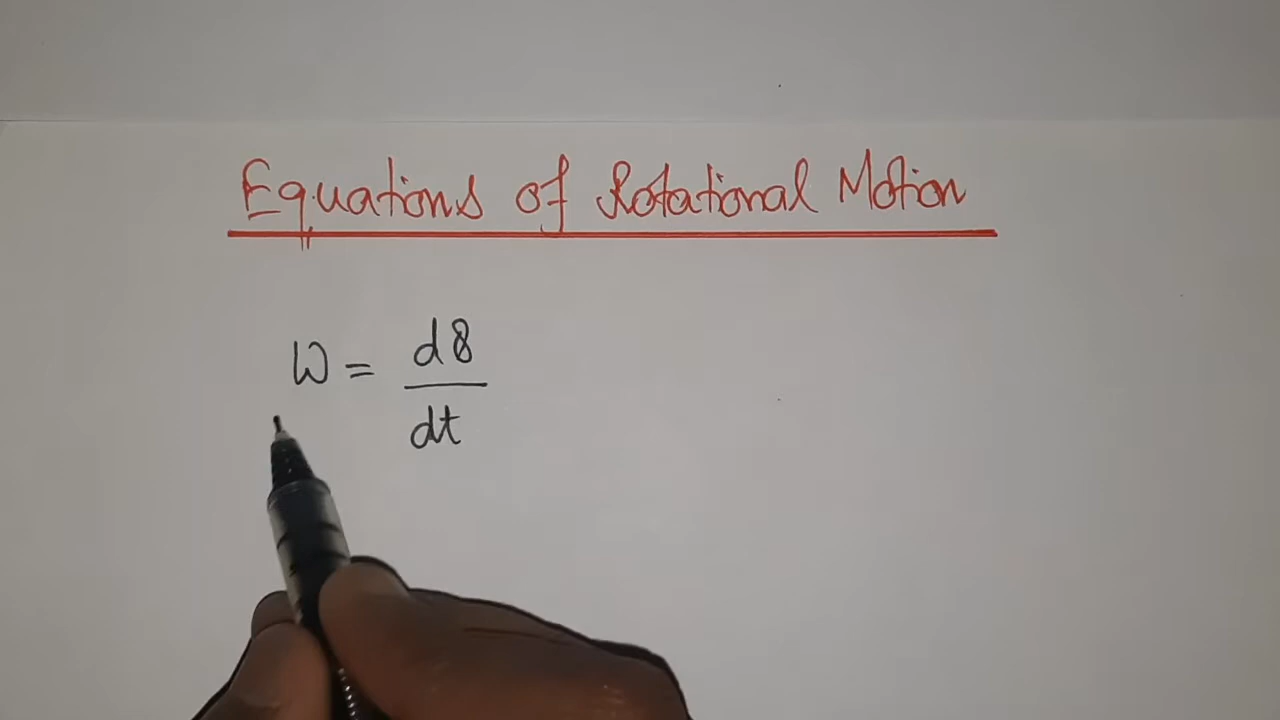 Equations of Rotational Motion
ω = dθ/dt